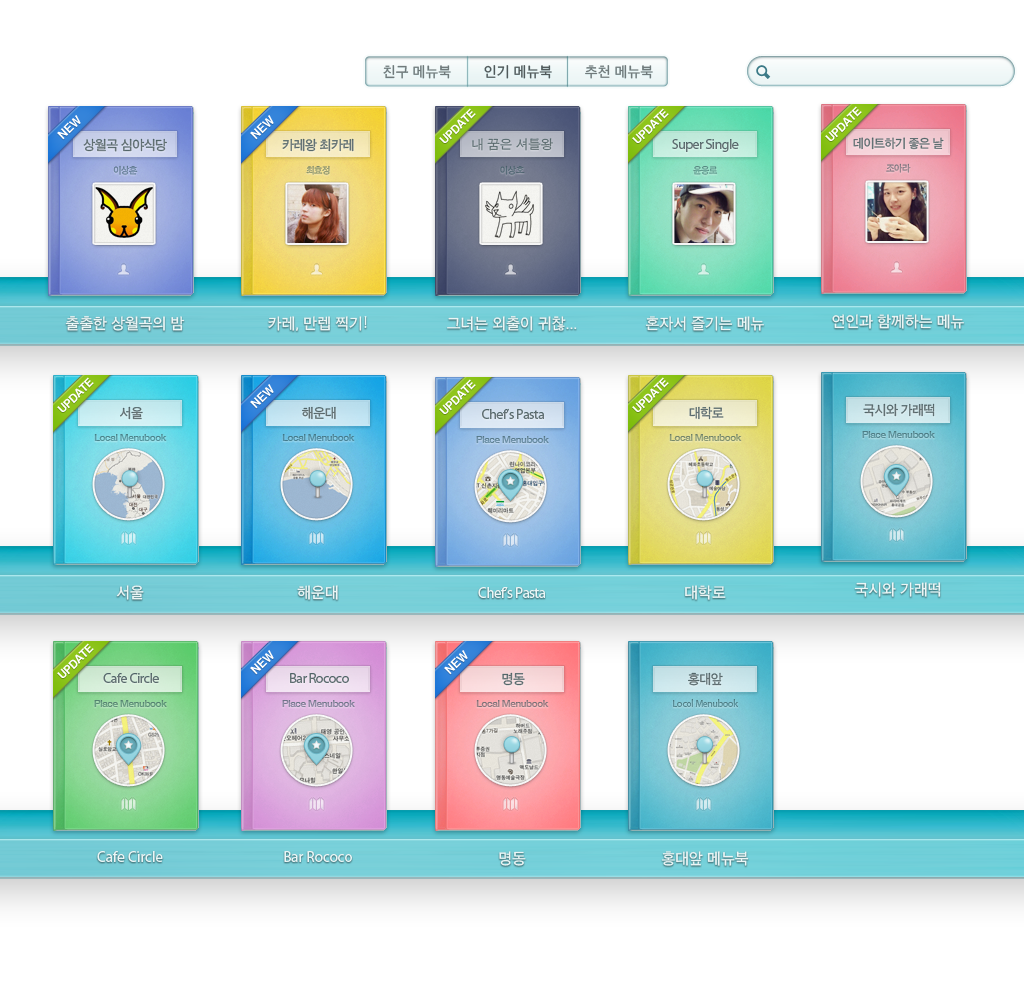 친구 메뉴북
인기 메뉴북
추천 메뉴북
NEW
상월곡 심야식당
이상훈
NEW
카레왕 최카레
최효정
UPDATE
내 꿈은 셔틀왕
UPDATE
Super Single
윤웅로
UPDATE
데이트하기 좋은 날
조아라
출출한 상월곡의 밤
카레, 만렙 찍기!
그녀는 외출이 귀찮...
혼자서 즐기는 메뉴
연인과 함께하는 메뉴
UPDATE
서울
Local Menubook
NEW
해운대
Local Menubook
UPDATE
Chef's Pasta
Place Menubook
UPDATE
대학로
Local Menubook
국시와 가래떡
Place Menubook
서울
해운대
Chef's Pasta
대학로
국시와 가래떡
UPDATE
Cafe Circle
Place Menubook
NEW
Bar Rococo
Place Menubook
NEW
명동
Local Menubook
홍대앞
Local Menubook
Cafe Circle
Bar Rococo
명동
홍대앞 메뉴북